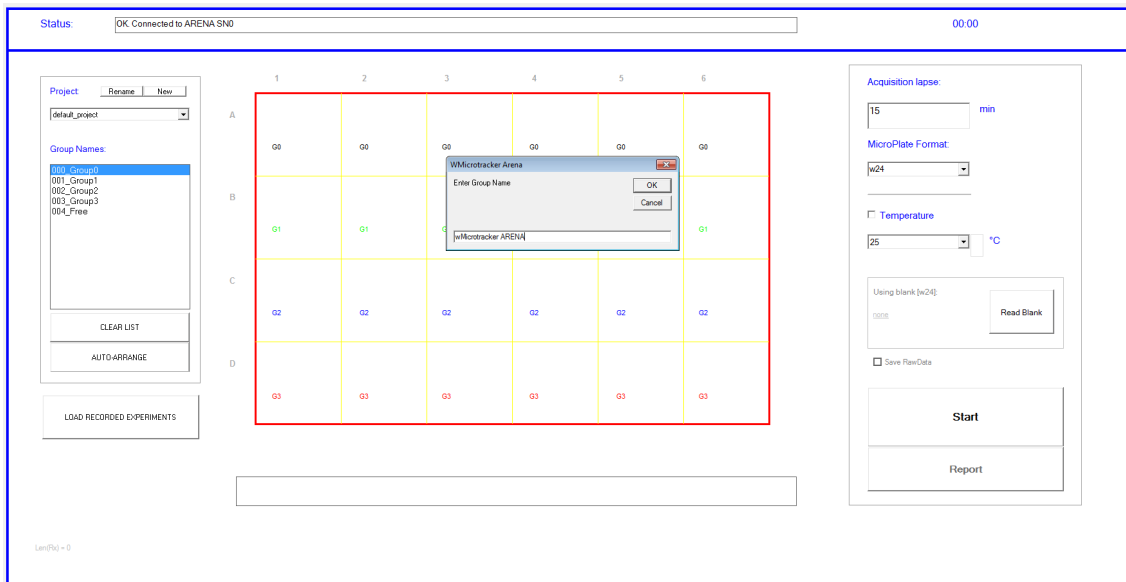 Status: OK. Connected to ARENA SN0 00:00
Project: Rename New
default_project
Group Names:
000_Group0
001_Group1
002_Group2
003_Group3
004_Free
CLEAR LIST
AUTO-ARRANGE
LOAD RECORDED EXPERIMENTS
1 2 3 4 5 6
A
G0 G0 G0 G0 G0 G0
B
G1 G1 G1
C
G2 G2 G2 G2 G2 G2
D
G3 G3 G3 G3 G3 G3
WMicrotracker Arena
Enter Group Name
OK
Cancel
wMicrotracker ARENA
Acquisition lapse:
15 min
MicroPlate Format:
w24
Temperature
25 °C
Using blank [w24]:
none
Read Blank
Save RawData
Start
Report
Len(Rx) = 0